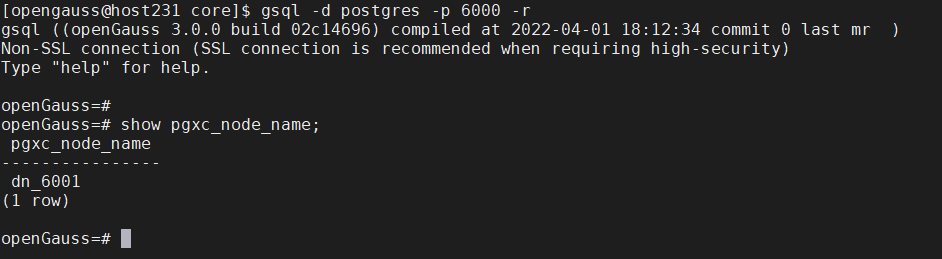 [opengauss@host231 core]$ gsql -d postgres -p 6000 -r
gsql ((openGauss 3.0.0 build 02c14696) compiled at 2022-04-01 18:12:34 commit 0 last mr  )
Non-SSL connection (SSL connection is recommended when requiring high-security)
Type "help" for help.
openGauss=#
openGauss=# show pgxc_node_name;
 pgxc_node_name
----------------
 dn_6001
(1 row)
openGauss=#